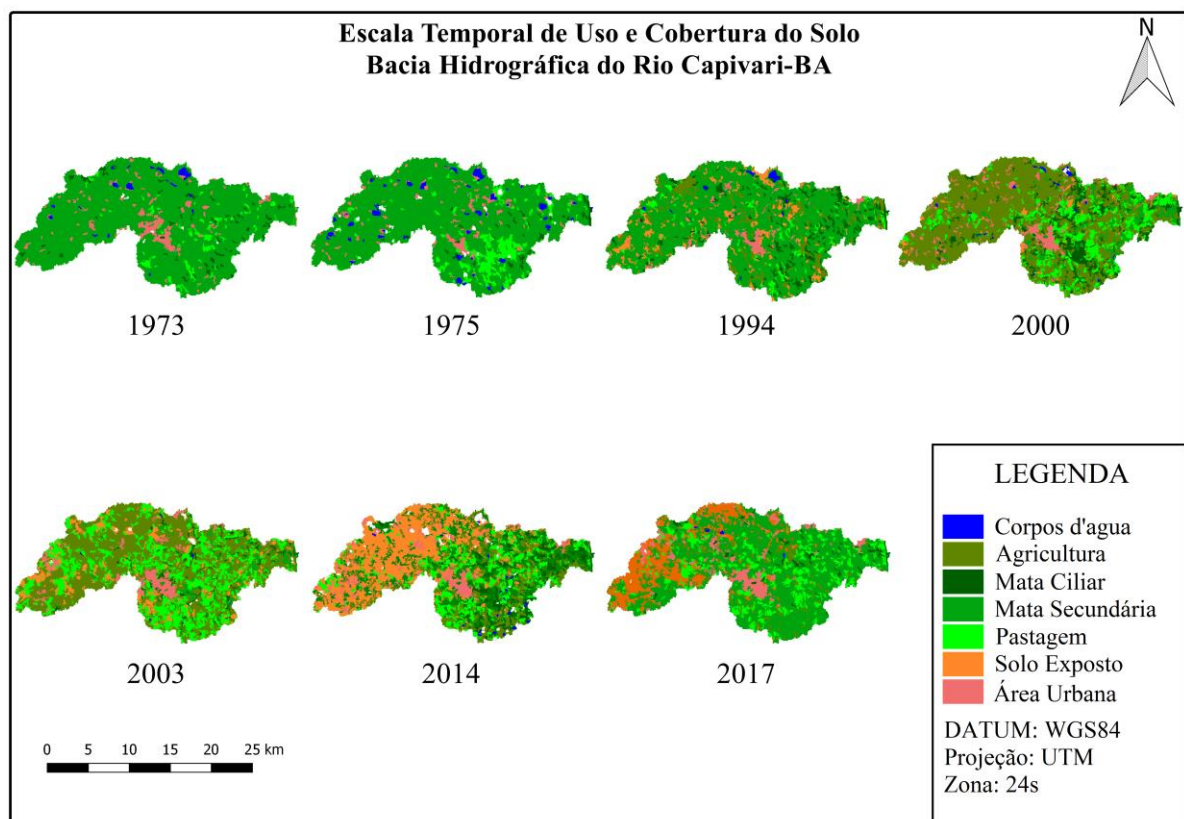 Escala Temporal de Uso e Cobertura do Solo
Bacia Hidrográfica do Rio Capivari-BA
N
1973
1975
1994
2000
2003
2014
2017
0 5 10 15 20 25 km
LEGENDA
Corpos d'agua
Agricultura
Mata Ciliar
Mata Secundária
Pastagem
Solo Exposto
Área Urbana
DATUM: WGS84
Projeção: UTM
Zona: 24s